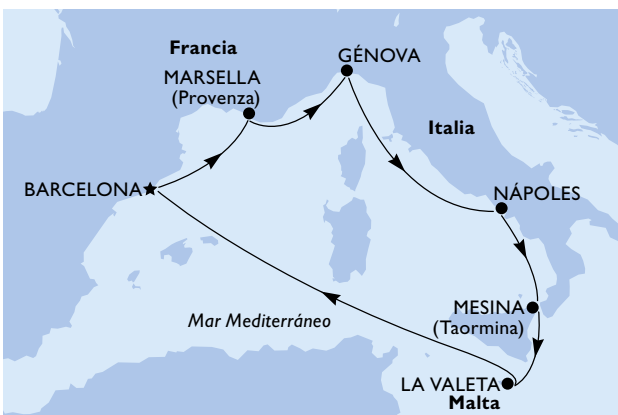 Francia
GÉNOVA
MARSELLA
(Provenza)
Italia
BARCELONA
NÁPOLES
MESINA
(Taormina)
Mar Mediterráneo
LA VALETA
Malta